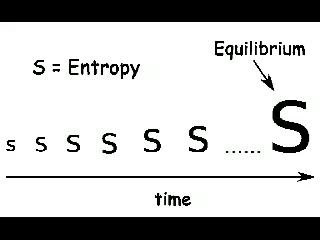 Equilibrium
S = Entropy
s s s S S S ...... S
time